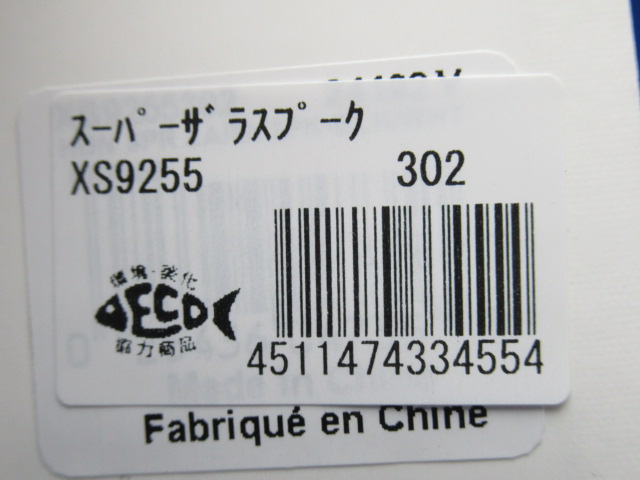 スーパーザラスプーク
XS9255 302
環境・美化
ECO
協力商品
4511474334554
Fabriqué en Chine